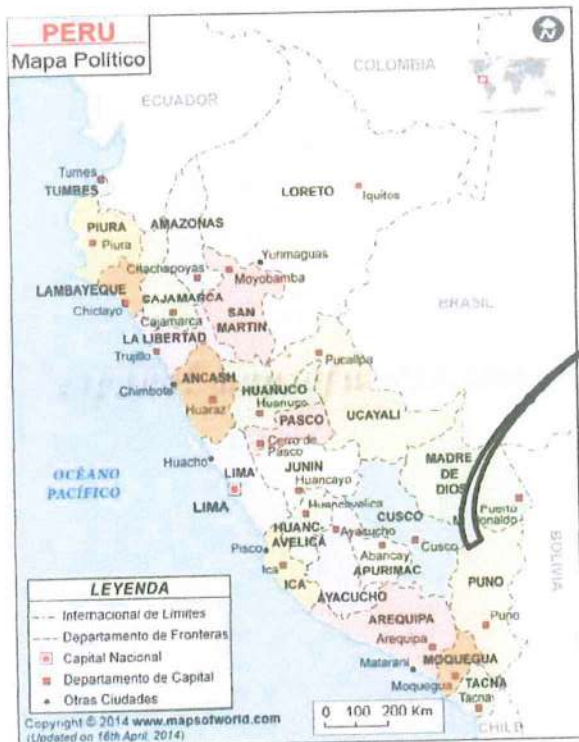 PERU
Mapa Político
N
COLOMBIA
ECUADOR
Tumes
TUMBES
LORETO
Iquitos
PIURA
Piura
AMAZONAS
Yurimaguas
Chachapoyas
Moyobamba
LAMBAYEQUE
CAJAMARCA
BRASIL
Chiclayo
Cajamarca
SAN
MARTIN
LA LIBERTAD
Trujillo
Pucallpa
ANCASH
HUANUCO
Chimbote
Huanuco
Huaraz
UCAYALI
PASCO
Cerro de
Pasco
MADRE
DE
DIOS
Huacho
OCÉANO
PACÍFICO
LIMA
JUNIN
Huancayo
LIMA
Puerto
Huancavelica
CUSCO
HUANC-
AVELICA
Ayacucho
Cusco
Abancay
Pisco
APURIMAC
PUNO
Ica
ICA
AYACUCHO
BOLIVIA
AREQUIPA
Puno
Arequipa
MOQUEGUA
Matarani
TACNA
Moquegua
Tacna
CHILE
LEYENDA
Internacional de Límites
Departamento de Fronteras
Capital Nacional
Departamento de Capital
Otras Ciudades
0 100 200 Km
Copyright © 2014 www.mapsofworld.com
(Updated on 16th April, 2014)